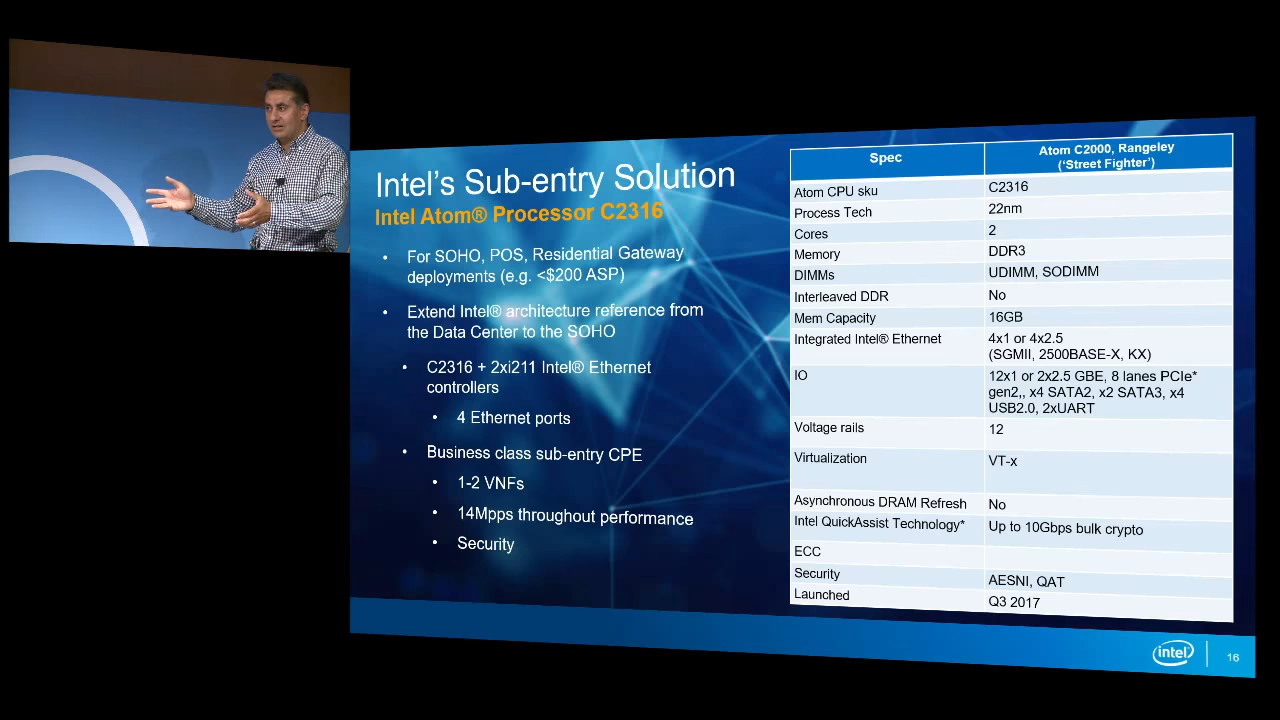 Intel's Sub-entry Solution
Intel Atom® Processor C2316
• For SOHO, POS, Residential Gateway
deployments (e.g. <$200 ASP)
• Extend Intel® architecture reference from
the Data Center to the SOHO
• C2316 + 2xi211 Intel® Ethernet
controllers
• 4 Ethernet ports
• Business class sub-entry CPE
• 1-2 VNFs
• 14Mpps throughout performance
• Security
Spec Atom C2000, Rangeley
('Street Fighter')
Atom CPU sku C2316
Process Tech 22nm
Cores 2
Memory DDR3
DIMMs UDIMM, SODIMM
Interleaved DDR No
Mem Capacity 16GB
Integrated Intel® Ethernet 4x1 or 4x2.5
(SGMII, 2500BASE-X, KX)
IO 12x1 or 2x2.5 GBE, 8 lanes PCIe*
gen2,, x4 SATA2, x2 SATA3, x4
USB2.0, 2xUART
Voltage rails 12
Virtualization VT-x
Asynchronous DRAM Refresh No
Intel QuickAssist Technology* Up to 10Gbps bulk crypto
ECC
Security AESNI, QAT
Launched Q3 2017
intel 16